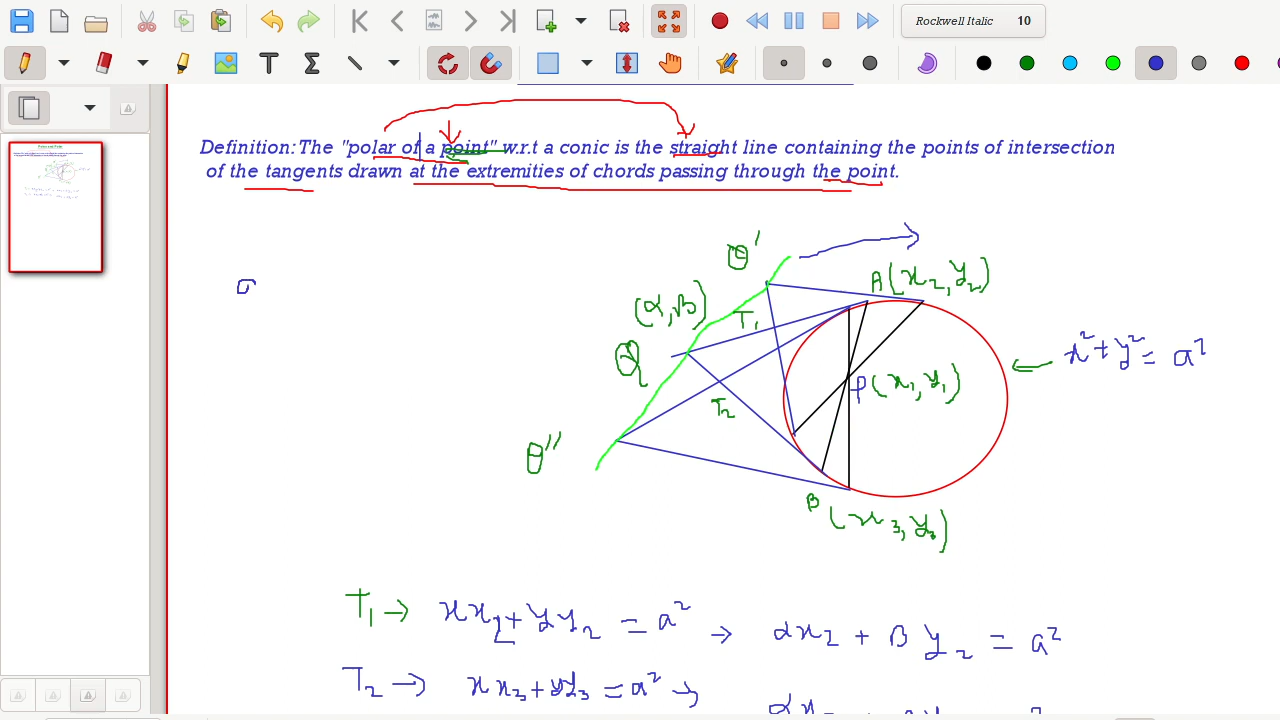 Rockwell Italic 10
Definition: The "polar of a point" w.r.t a conic is the straight line containing the points of intersection
of the tangents drawn at the extremities of chords passing through the point.
Q'
A(x₂, y₂)
(α, β)
T₁
Q
x² + y² = a²
P(x₁, y₁)
T₂
Q''
B (x₃, y₃)
T₁ → xx₂ + yy₂ = a² → αx₂ + βy₂ = a²
T₂ → xx₃ + yy₃ = a² →